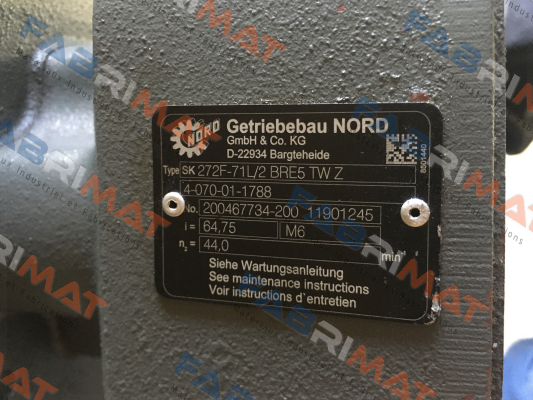 NORD
Getriebebau NORD
GmbH & Co. KG
D-22934 Bargteheide
Type SK 272F-71L/2 BRE5 TW Z
4-070-01-1788
No. 200467734-200 11901245
i = 64,75 M6
n₂= 44,0 min⁻¹
Siehe Wartungsanleitung
See maintenance instructions
Voir instructions d`entretien
8501440
FABRIMAT